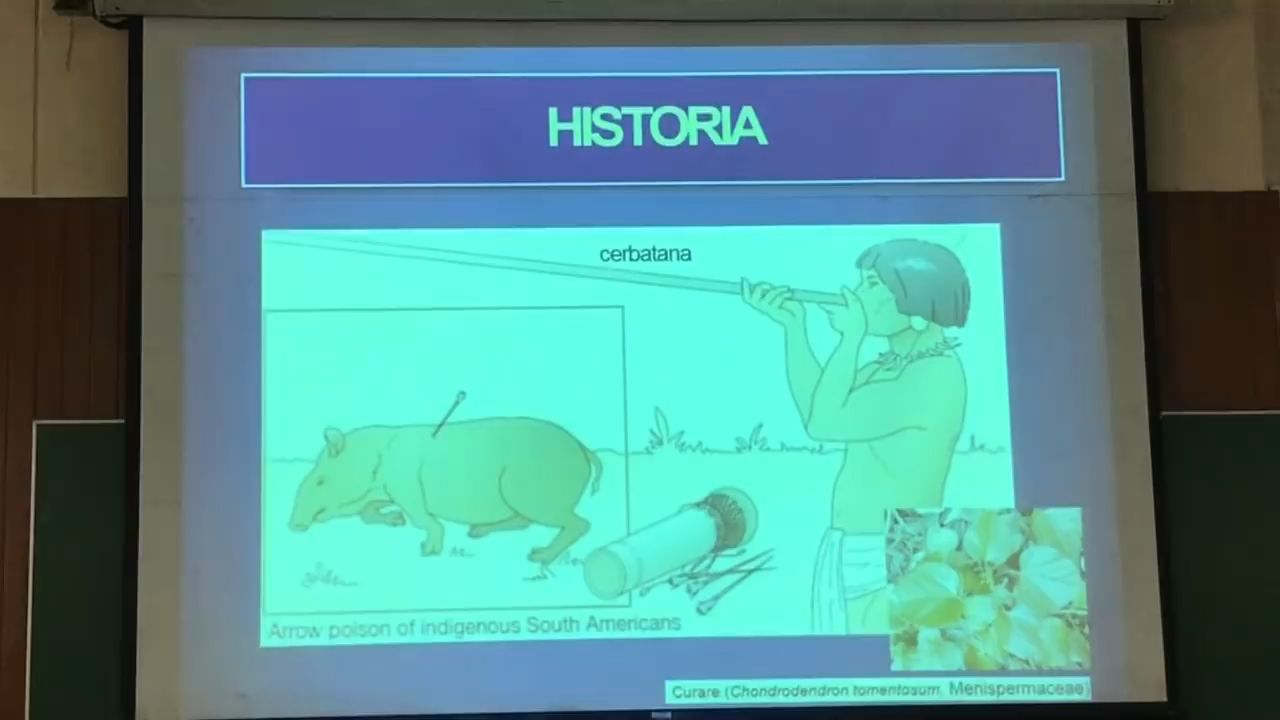 HISTORIA
cerbatana
Arrow poison of indigenous South Americans
Curare (Chondrodendron tomentosum, Menispermaceae)